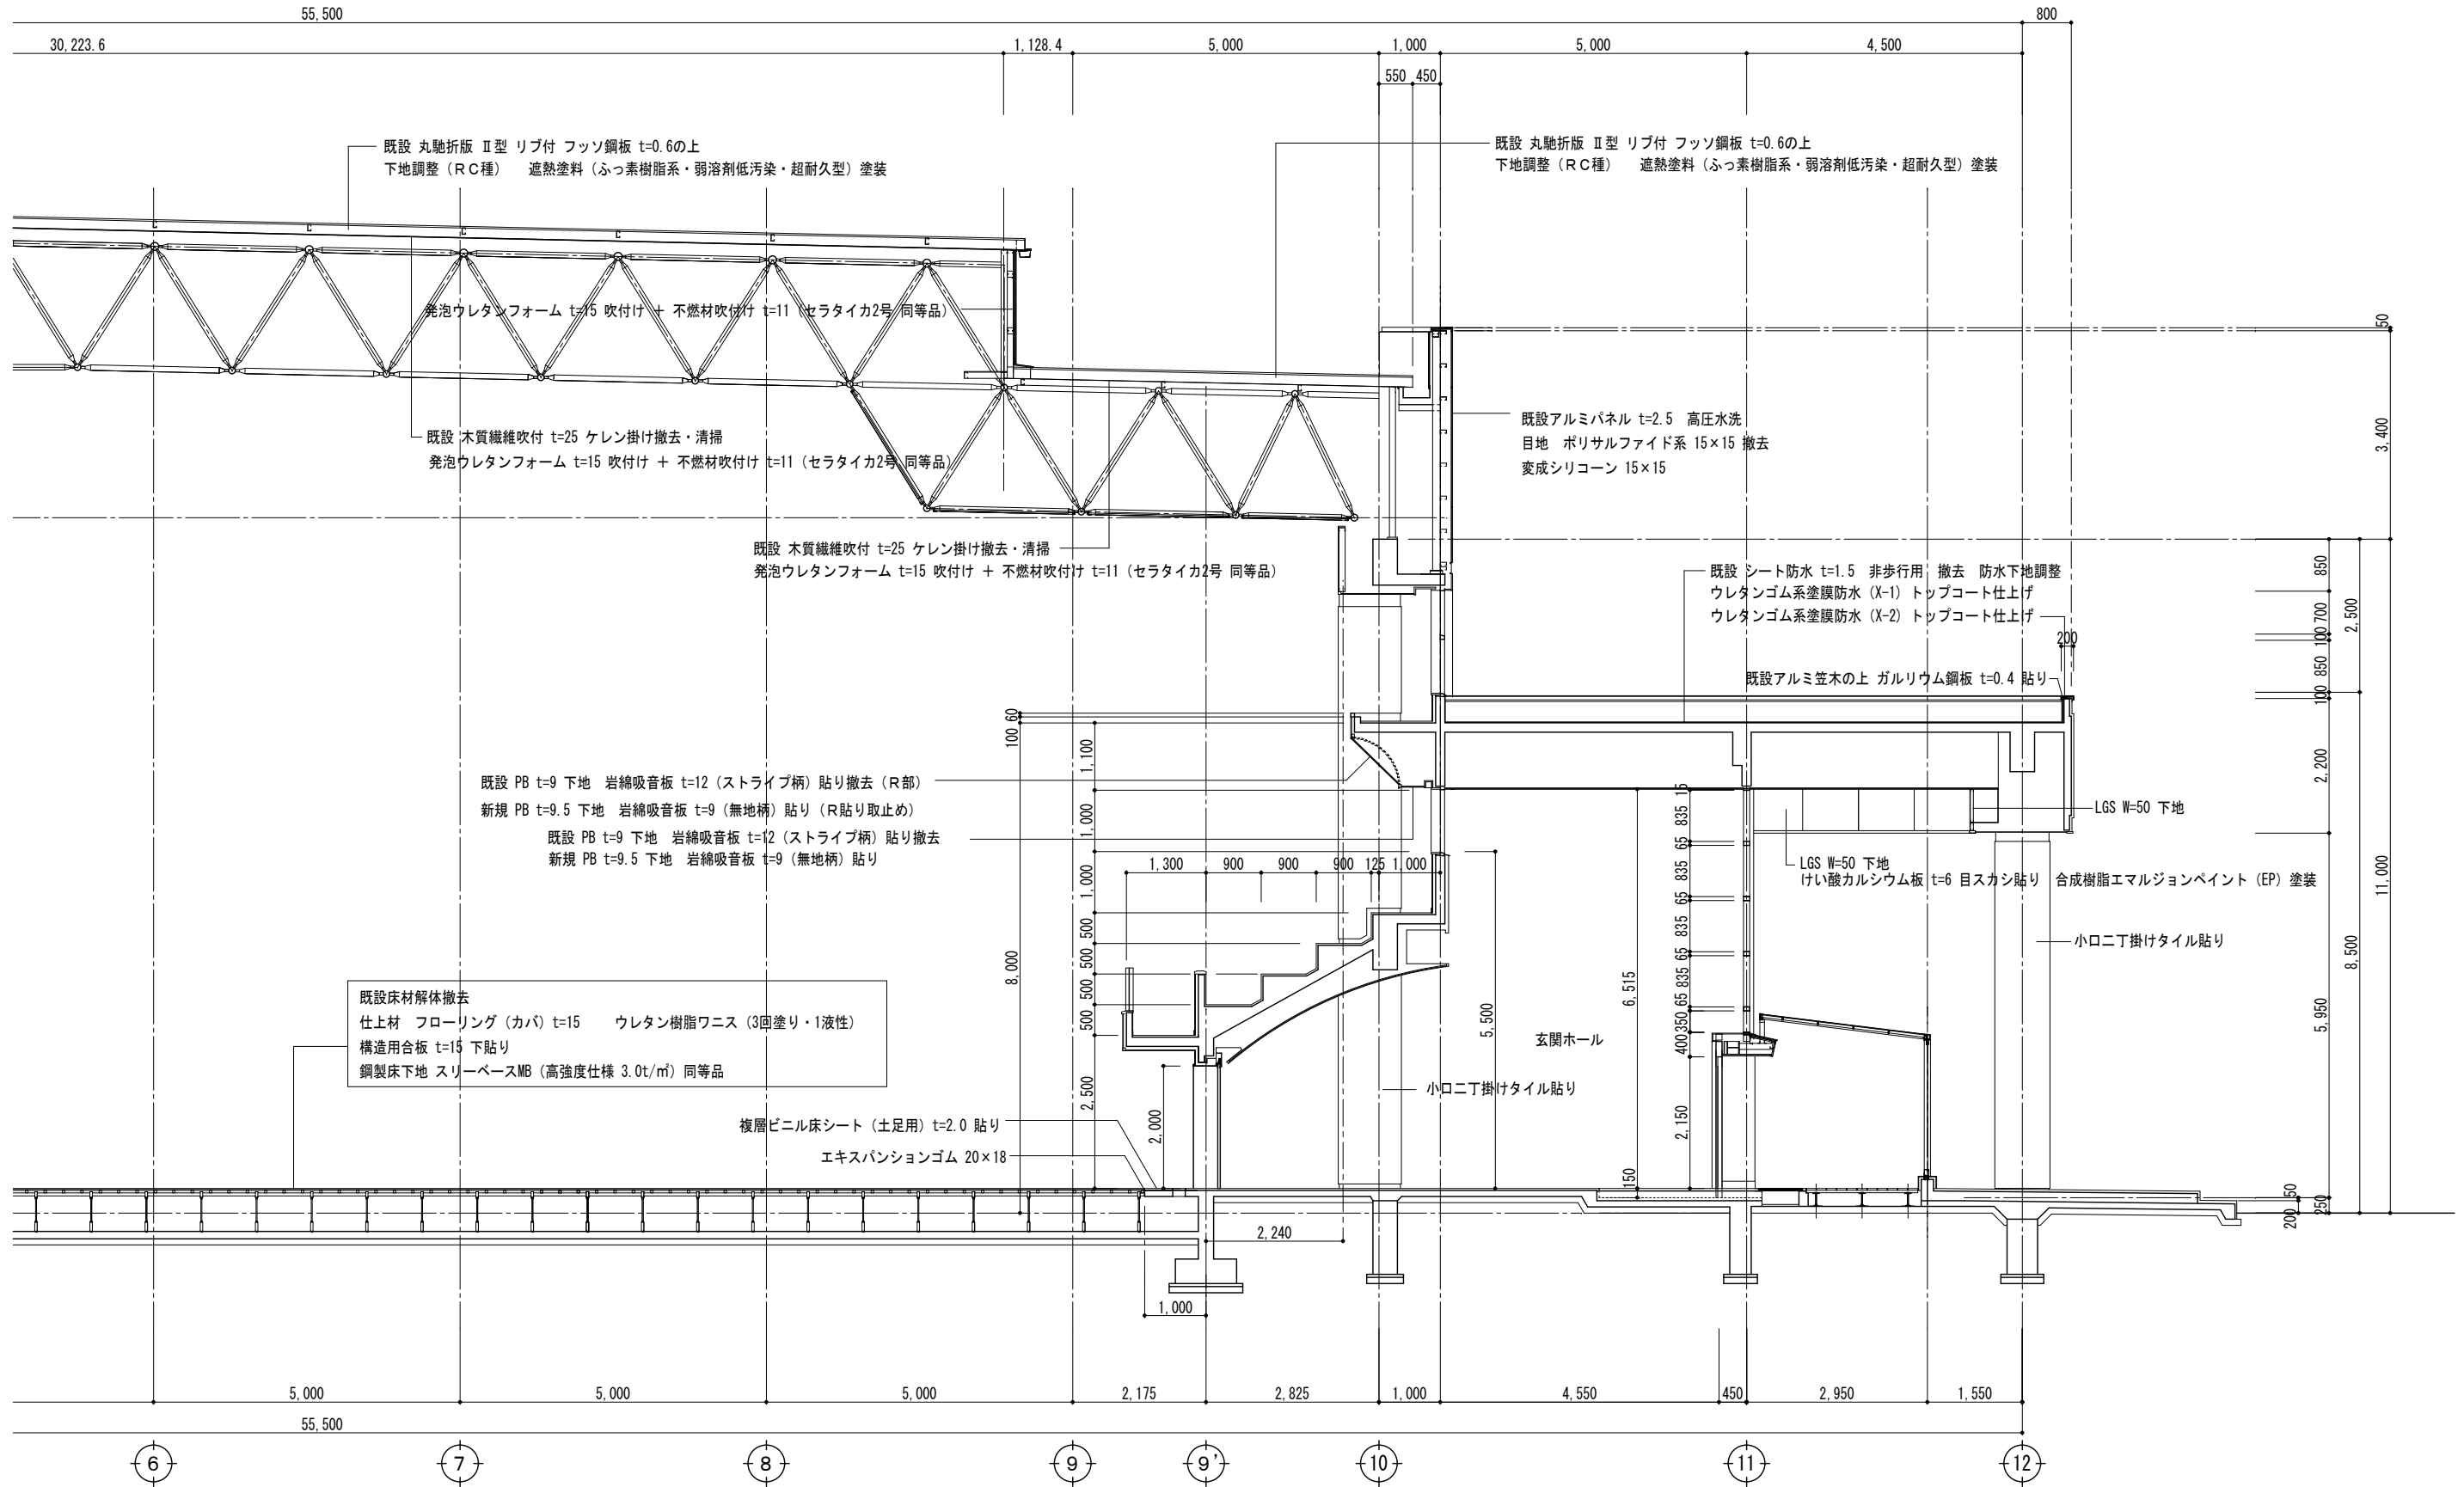 55,500
800
30,223.6
1,128.4
5,000
1,000
5,000
4,500
550
450
既設 丸馳折版 Ⅱ型 リブ付 フッソ鋼板 t=0.6の上
下地調整（ＲＣ種）　遮熱塗料（ふっ素樹脂系・弱溶剤低汚染・超耐久型）塗装
既設 丸馳折版 Ⅱ型 リブ付 フッソ鋼板 t=0.6の上
下地調整（ＲＣ種）　遮熱塗料（ふっ素樹脂系・弱溶剤低汚染・超耐久型）塗装
発泡ウレタンフォーム t=15 吹付け ＋ 不燃材吹付け t=11（セラタイカ2号 同等品）
既設 木質繊維吹付 t=25 ケレン掛け撤去・清掃
発泡ウレタンフォーム t=15 吹付け ＋ 不燃材吹付け t=11（セラタイカ2号 同等品）
既設アルミパネル t=2.5　高圧水洗
目地　ポリサルファイド系 15×15 撤去
変成シリコーン 15×15
既設 木質繊維吹付 t=25 ケレン掛け撤去・清掃
発泡ウレタンフォーム t=15 吹付け ＋ 不燃材吹付け t=11（セラタイカ2号 同等品）
既設 シート防水 t=1.5　非歩行用　撤去　防水下地調整
ウレタンゴム系塗膜防水（X-1）トップコート仕上げ
ウレタンゴム系塗膜防水（X-2）トップコート仕上げ
200
既設アルミ笠木の上 ガルリウム鋼板 t=0.4 貼り
50
3,400
11,000
2,500
8,500
850
700
100
850
100
2,200
5,950
50
250
200
60
100
8,000
1,100
1,000
1,000
500
500
500
500
2,500
2,000
既設 PB t=9 下地　岩綿吸音板 t=12（ストライプ柄）貼り撤去（Ｒ部）
新規 PB t=9.5 下地　岩綿吸音板 t=9（無地柄）貼り（Ｒ貼り取止め）
既設 PB t=9 下地　岩綿吸音板 t=12（ストライプ柄）貼り撤去
新規 PB t=9.5 下地　岩綿吸音板 t=9（無地柄）貼り
1,300
900
900
900
125
1,000
5,500
6,515
150
15
835
65
835
65
835
65
835
65
350
400
2,150
LGS W=50 下地
LGS W=50 下地
けい酸カルシウム板 t=6 目スカシ貼り　合成樹脂エマルジョンペイント（EP）塗装
小口二丁掛けタイル貼り
玄関ホール
小口二丁掛けタイル貼り
既設床材解体撤去
仕上材　フローリング（カバ）t=15　　ウレタン樹脂ワニス（3回塗り・1液性）
構造用合板 t=15 下貼り
鋼製床下地 スリーベースMB（高強度仕様 3.0t/㎡）同等品
複層ビニル床シート（土足用）t=2.0 貼り
エキスパンションゴム 20×18
2,240
1,000
5,000
5,000
5,000
2,175
2,825
1,000
4,550
450
2,950
1,550
55,500
6
7
8
9
9'
10
11
12